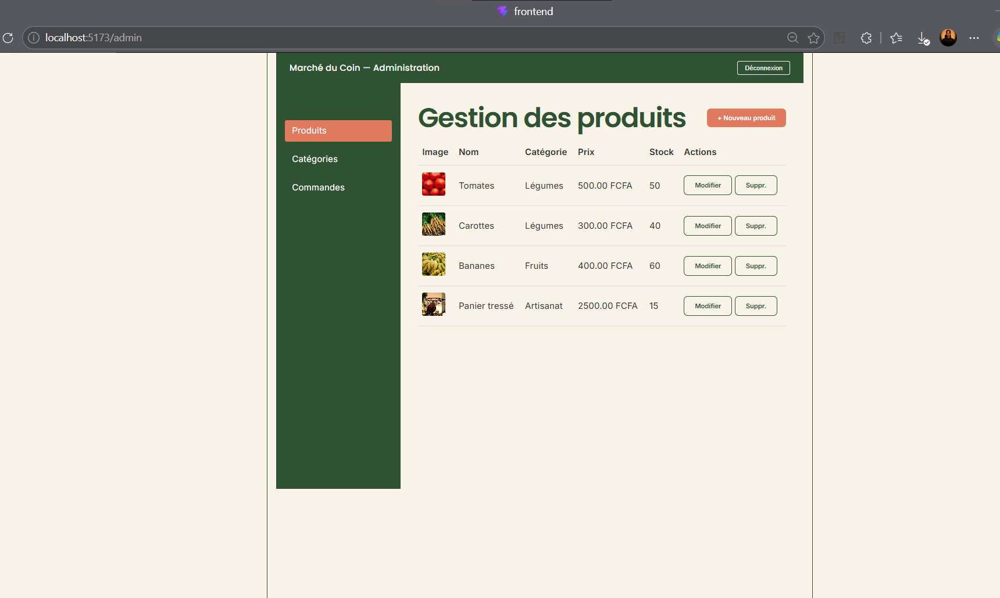 frontend
localhost:5173/admin
Marché du Coin — Administration
Déconnexion
Produits
Catégories
Commandes
Gestion des produits
+ Nouveau produit
Image Nom Catégorie Prix Stock Actions
Tomates Légumes 500.00 FCFA 50 Modifier Suppr.
Carottes Légumes 300.00 FCFA 40 Modifier Suppr.
Bananes Fruits 400.00 FCFA 60 Modifier Suppr.
Panier tressé Artisanat 2500.00 FCFA 15 Modifier Suppr.